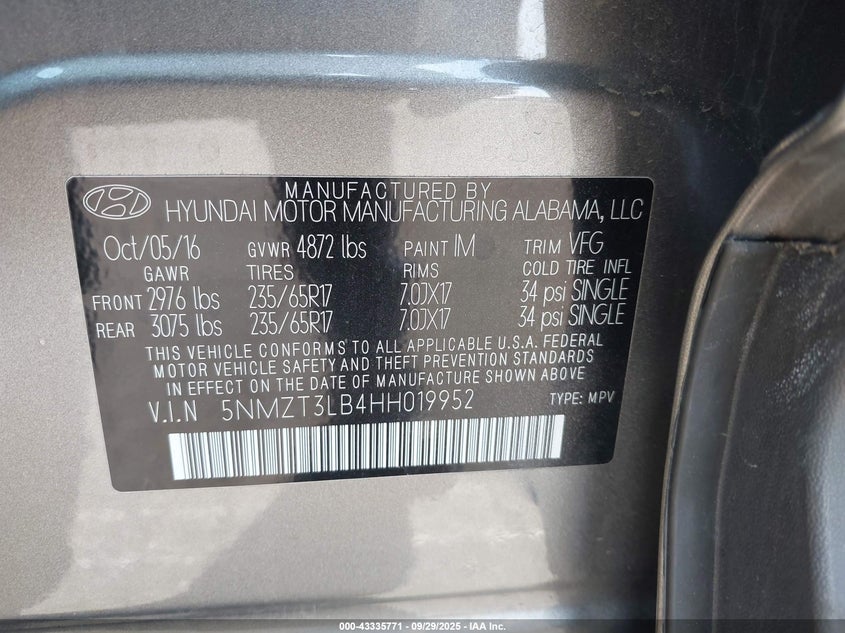 MANUFACTURED BY
HYUNDAI MOTOR MANUFACTURING ALABAMA, LLC
Oct/05/16 GVWR 4872 lbs PAINT IM TRIM VFG
GAWR TIRES RIMS COLD TIRE INFL
FRONT 2976 lbs 235/65R17 7.0JX17 34 psi SINGLE
REAR 3075 lbs 235/65R17 7.0JX17 34 psi SINGLE
THIS VEHICLE CONFORMS TO ALL APPLICABLE U.S.A. FEDERAL
MOTOR VEHICLE SAFETY AND THEFT PREVENTION STANDARDS
IN EFFECT ON THE DATE OF MANUFACTURE SHOWN ABOVE
V.I.N 5NMZT3LB4HH019952 TYPE: MPV
000-43335771 - 09/29/2025 - IAA Inc.